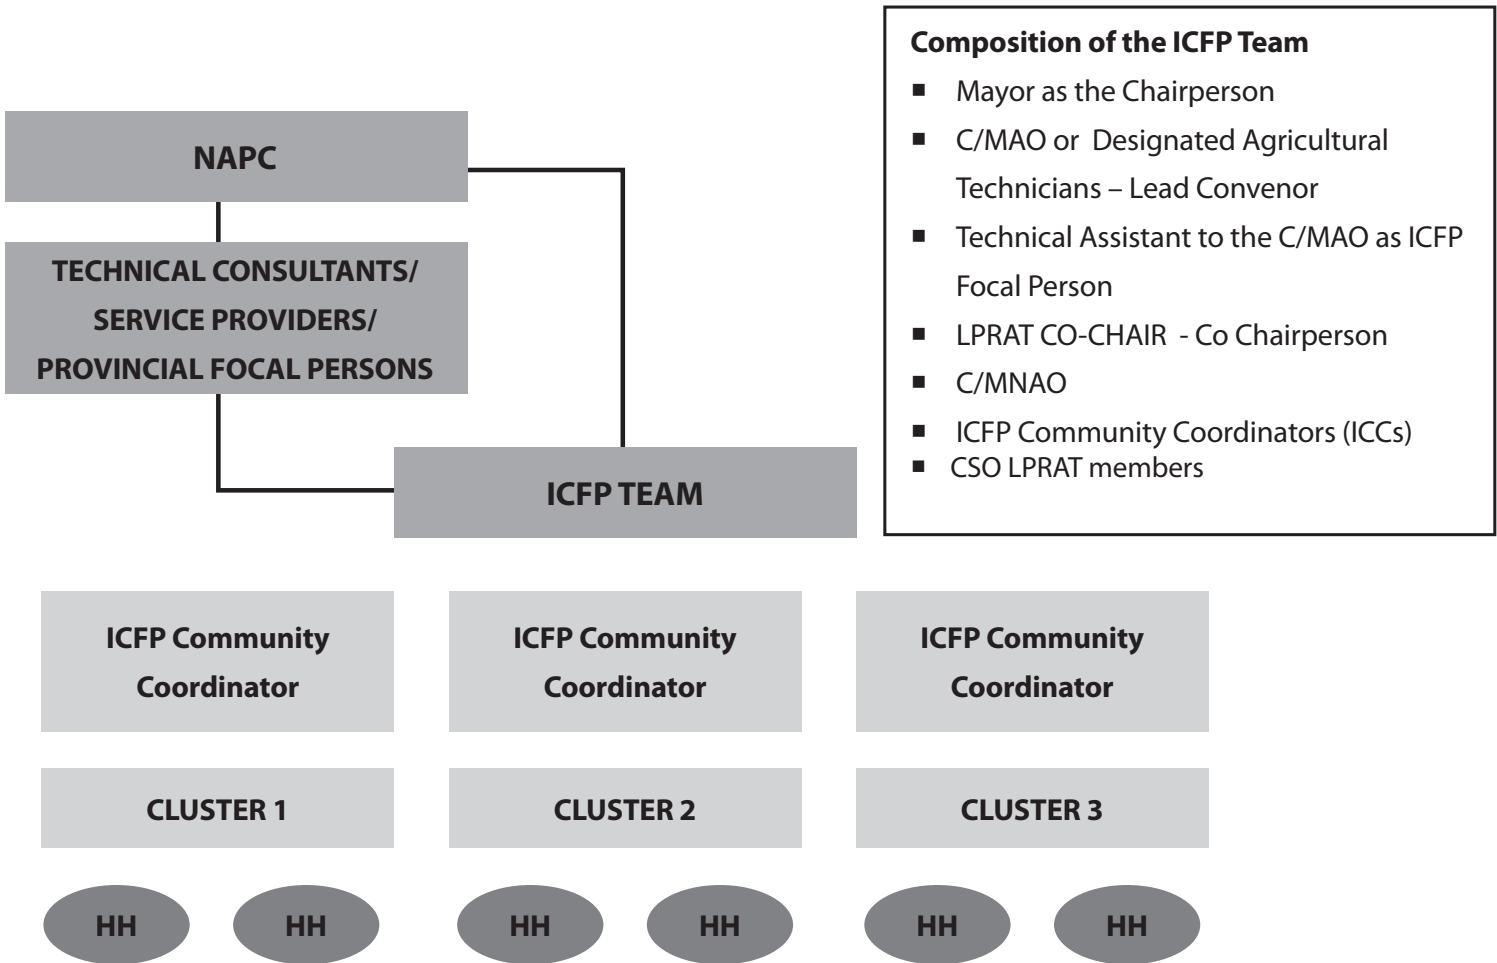 Composition of the ICFP Team
■ Mayor as the Chairperson
■ C/MAO or Designated Agricultural
Technicians – Lead Convenor
■ Technical Assistant to the C/MAO as ICFP
Focal Person
■ LPRAT CO-CHAIR - Co Chairperson
■ C/MNAO
■ ICFP Community Coordinators (ICCs)
■ CSO LPRAT members
NAPC
TECHNICAL CONSULTANTS/
SERVICE PROVIDERS/
PROVINCIAL FOCAL PERSONS
ICFP TEAM
ICFP Community
Coordinator
ICFP Community
Coordinator
ICFP Community
Coordinator
CLUSTER 1
CLUSTER 2
CLUSTER 3
HH
HH
HH
HH
HH
HH